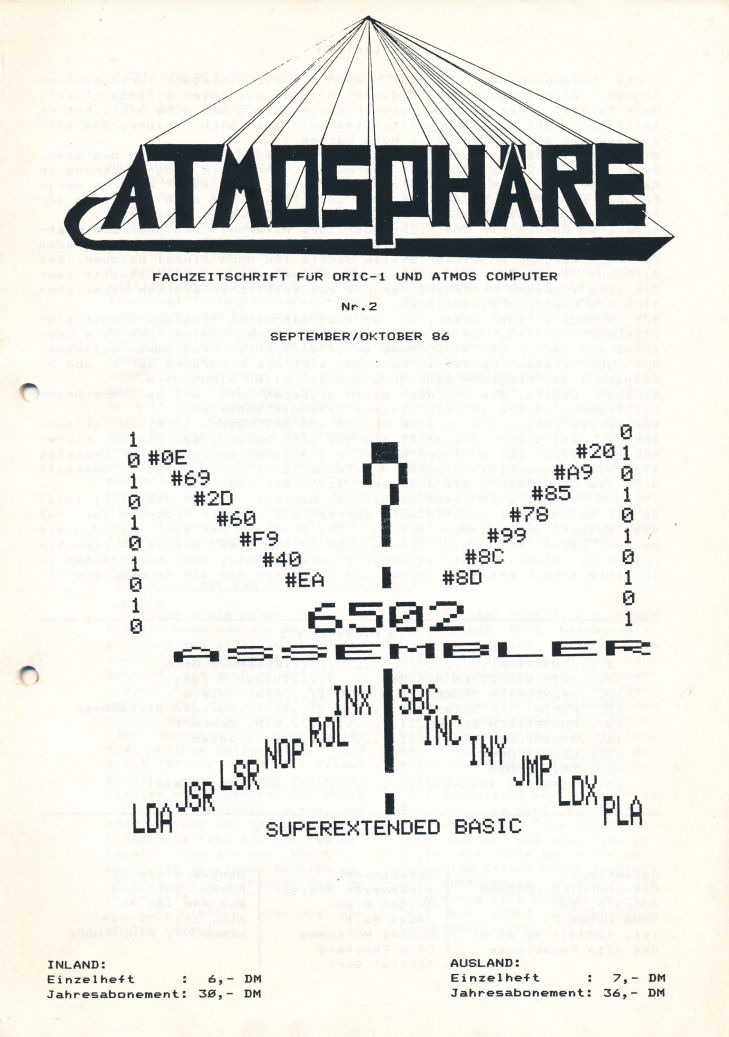 ATMOSPHÄRE
FACHZEITSCHRIFT FÜR ORIC-1 UND ATMOS COMPUTER
Nr.2
SEPTEMBER/OKTOBER 86
1
0 #0E
1 #69
0 #2D
1 #60
0 #F9
1 #40
0 #EA
1
0
?
0
#20 1
#A9 0
#85 1
#78 0
#99 1
#8C 0
#8D 1
0
1
6502
ASSEMBLER
INX SBC
ROL INC
NOP INY
LSR JMP
JSR LDX
LDA PLA
SUPEREXTENDED BASIC
INLAND:
Einzelheft : 6,- DM
Jahresabonement: 30,- DM
AUSLAND:
Einzelheft : 7,- DM
Jahresabonement: 36,- DM